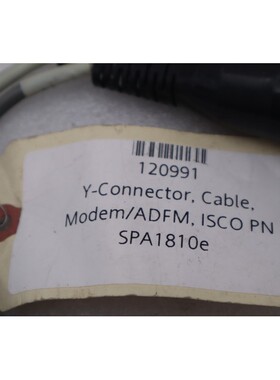 120991
Y-Connector, Cable,
Modem/ADFM, ISCO PN
SPA1810e